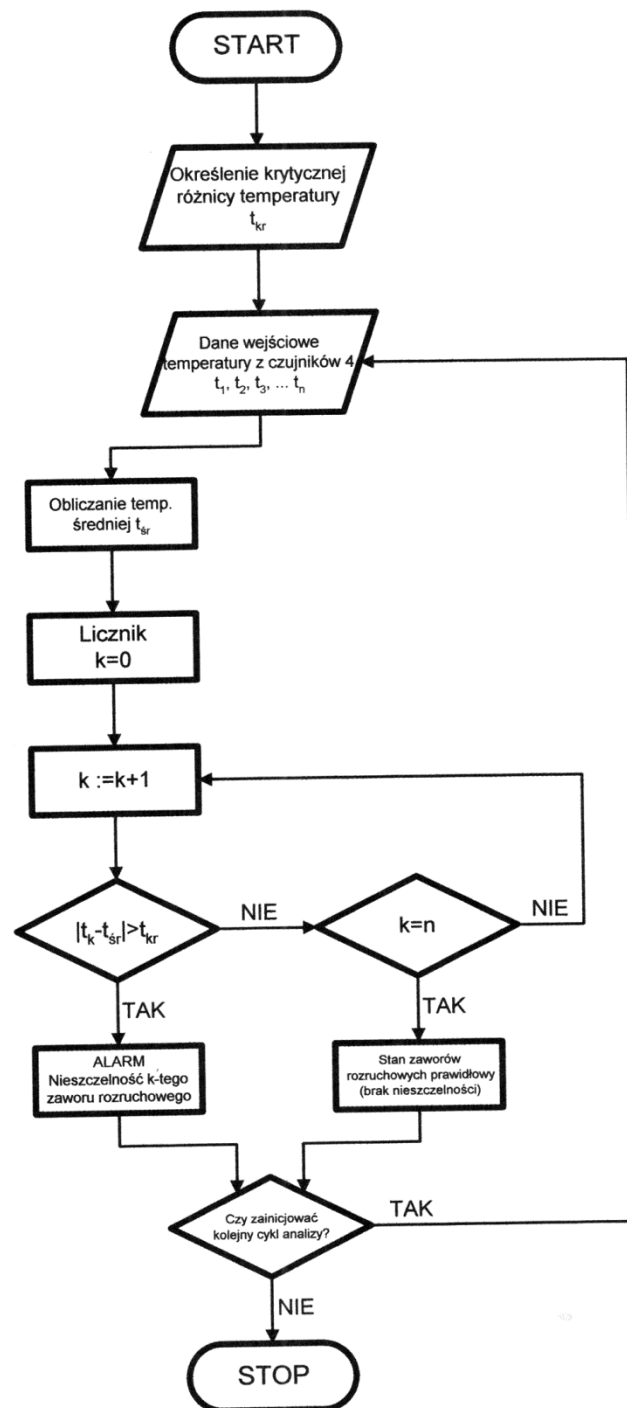 START
Określenie krytycznej
różnicy temperatury
t_kr
Dane wejściowe
temperatury z czujników 4
t_1, t_2, t_3, ... t_n
Obliczanie temp.
średniej t_śr
Licznik
k=0
k :=k+1
|t_k-t_śr|>t_kr
NIE
k=n
NIE
TAK
TAK
ALARM
Nieszczelność k-tego
zaworu rozruchowego
Stan zaworów
rozruchowych prawidłowy
(brak nieszczelności)
Czy zainicjować
kolejny cykl analizy?
TAK
NIE
STOP